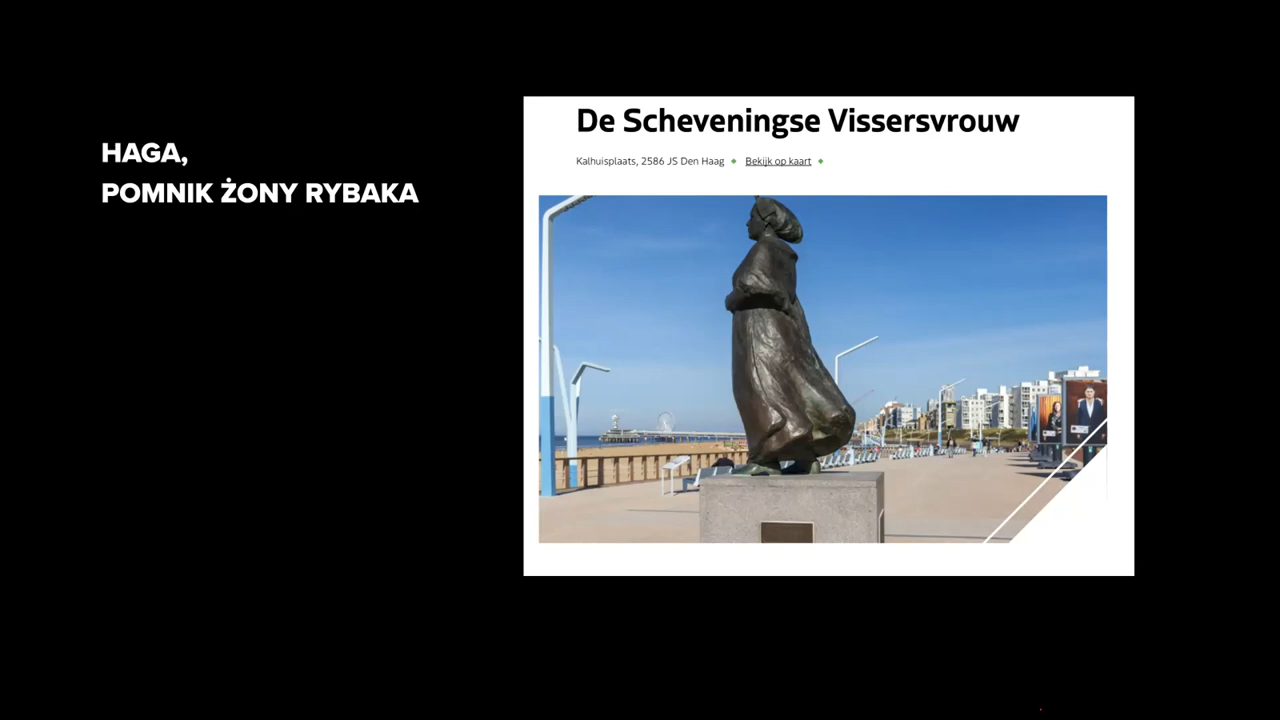 HAGA,
POMNIK ŻONY RYBAKA
De Scheveningse Vissersvrouw
Kalhuisplaats, 2586 JS Den Haag ◆ Bekijk op kaart ◆